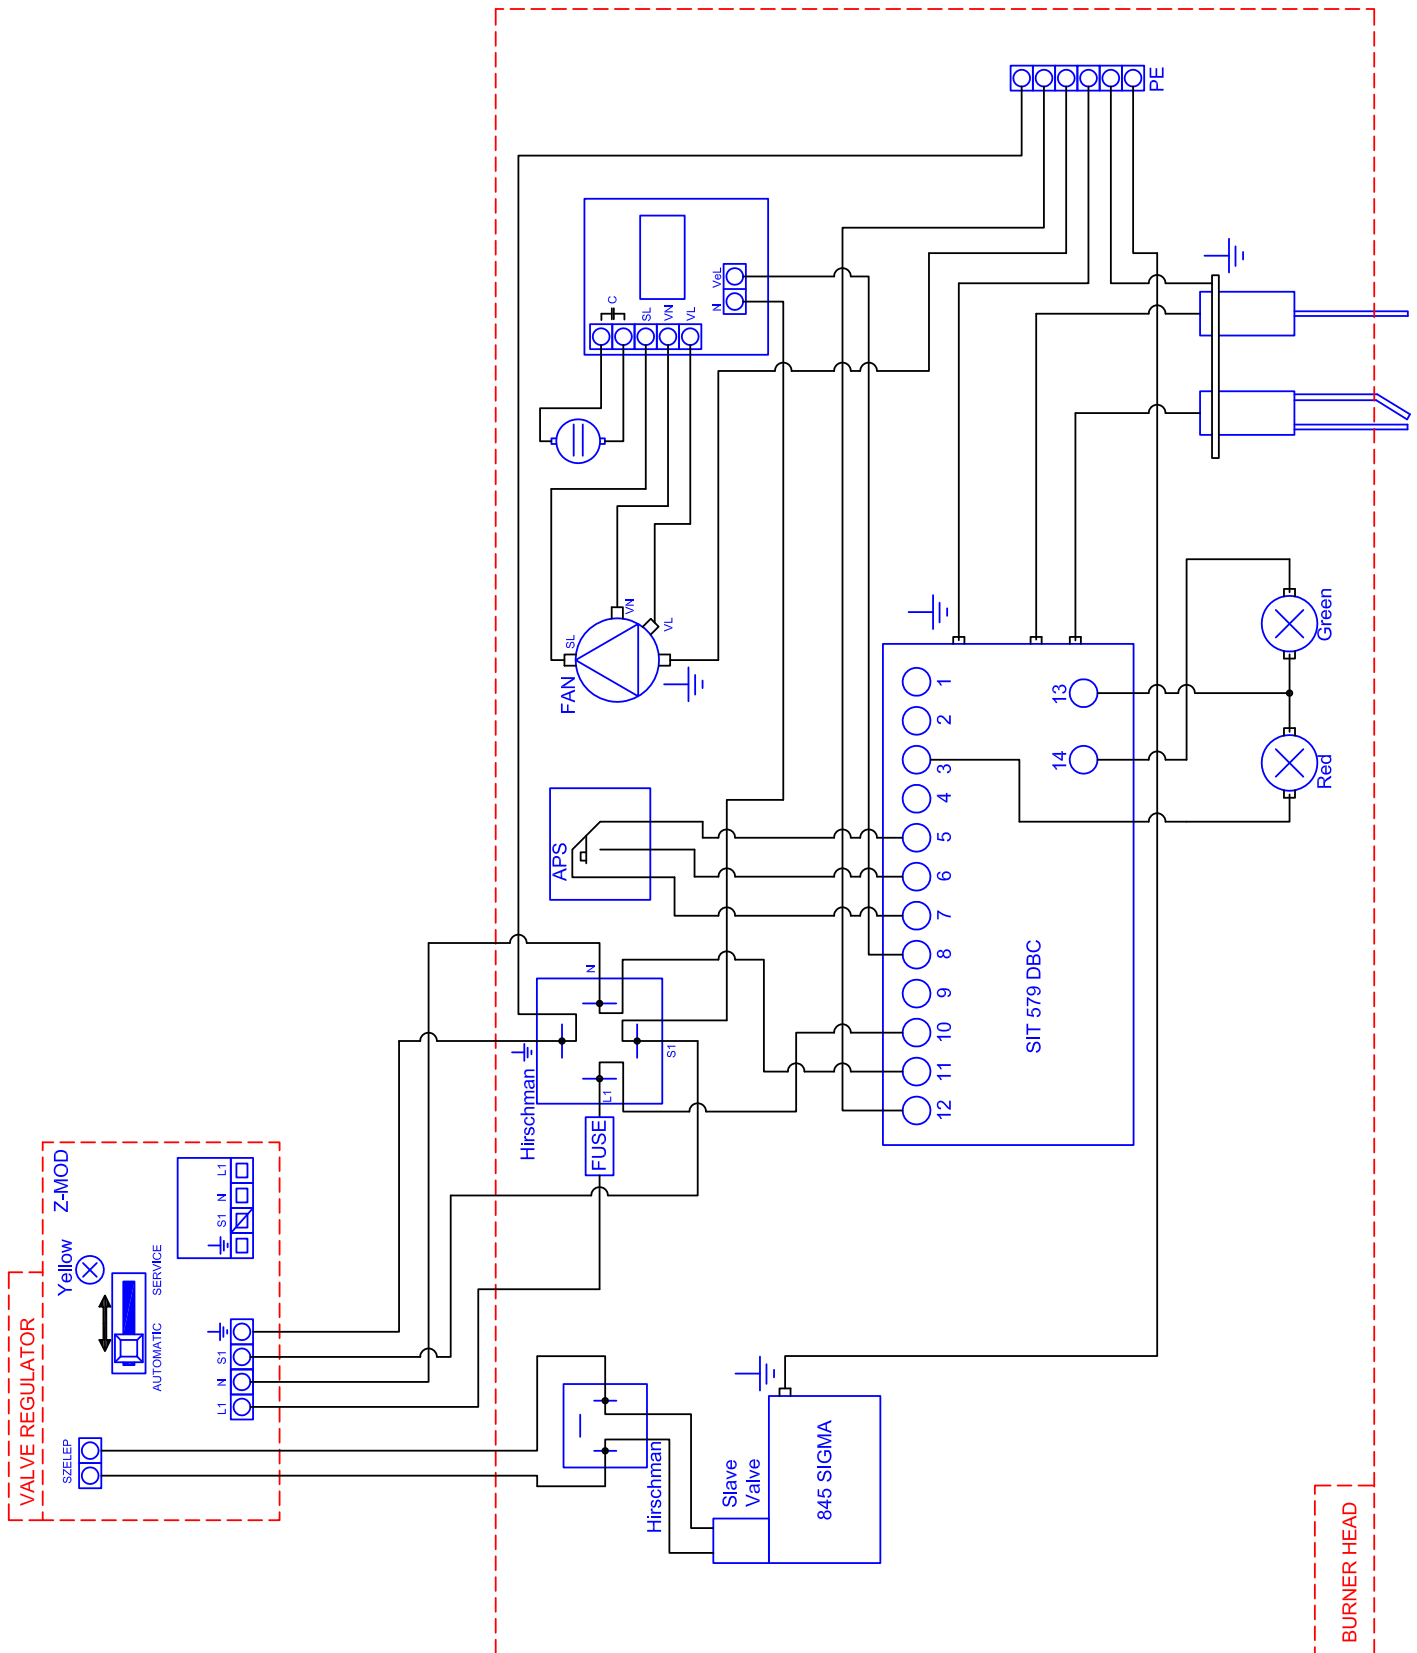 PE
C
SL
VN
VL
VeL
N
SL
VN
VL
FAN
APS
N
S1
L1
Hirschman
FUSE
1
2
3
4
5
6
7
8
9
10
11
12
13
14
SIT 579 DBC
Green
Red
Z-MOD
Yellow
L1
N
S1
SERVICE
AUTOMATIC
S1
N
L1
VALVE REGULATOR
SZELEP
Hirschman
Slave
Valve
845 SIGMA
BURNER HEAD